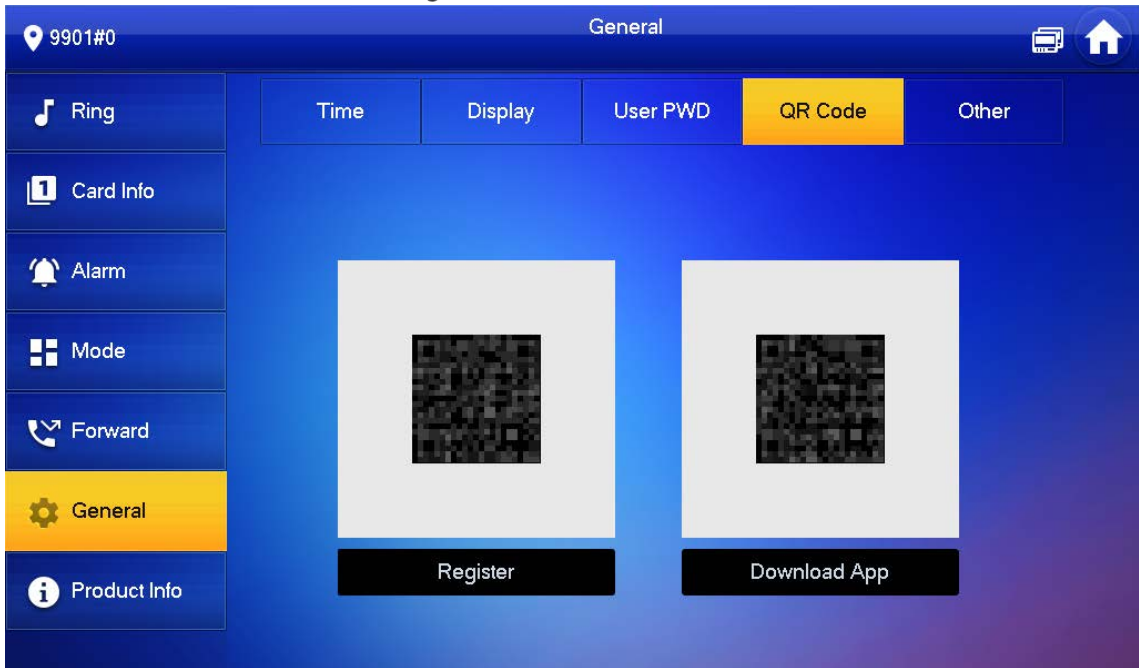 9901#0
General
Ring
Card Info
1
Alarm
Mode
Forward
General
Product Info
Time
Display
User PWD
QR Code
Other
Register
Download App